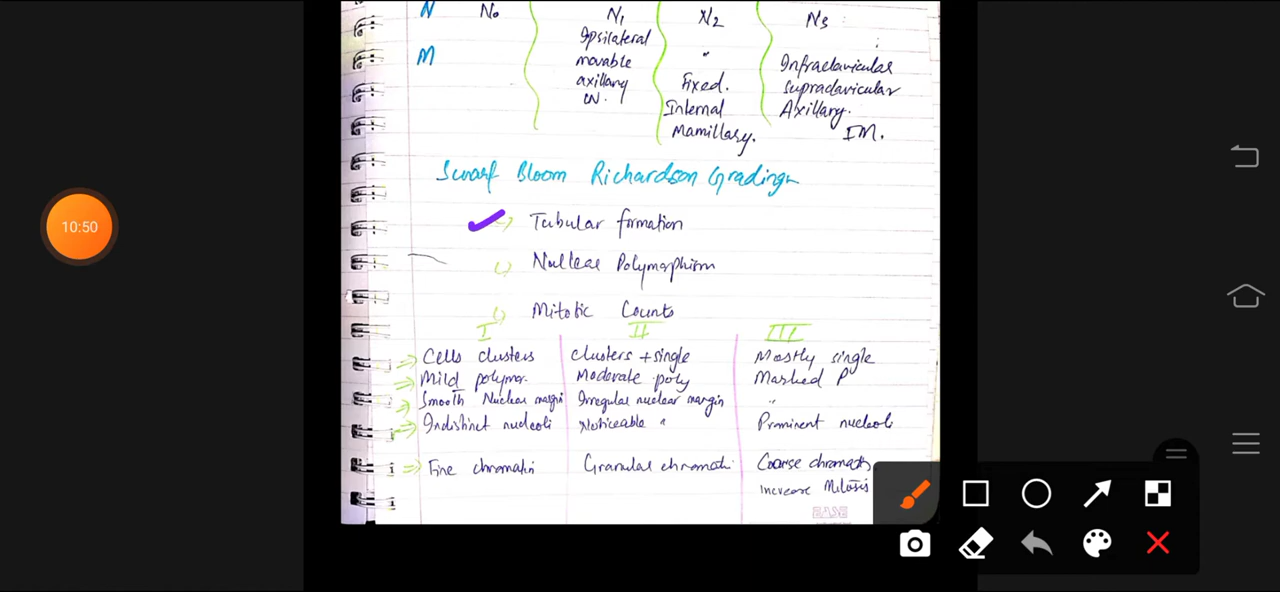 N No N1 N2 N3
Ipsilateral
M movable " Infraclavicular
axillary Fixed. Supraclavicular
LN. Internal Axillary.
Mamillary. IM.
Scarf Bloom Richardson Grading
Tubular formation
10:50
Nuclear Polymorphism
Mitotic Counts
I II III
Cells clusters clusters + single Mostly single
Mild polymor. Moderate poly Marked P
Smooth Nuclear margin Irregular nuclear margin "
Indistinct nucleoli Noticeable " Prominent nucleoli
Fine chromatin Granular chromati Coarse chromatin
Increase Mitosis
EASE